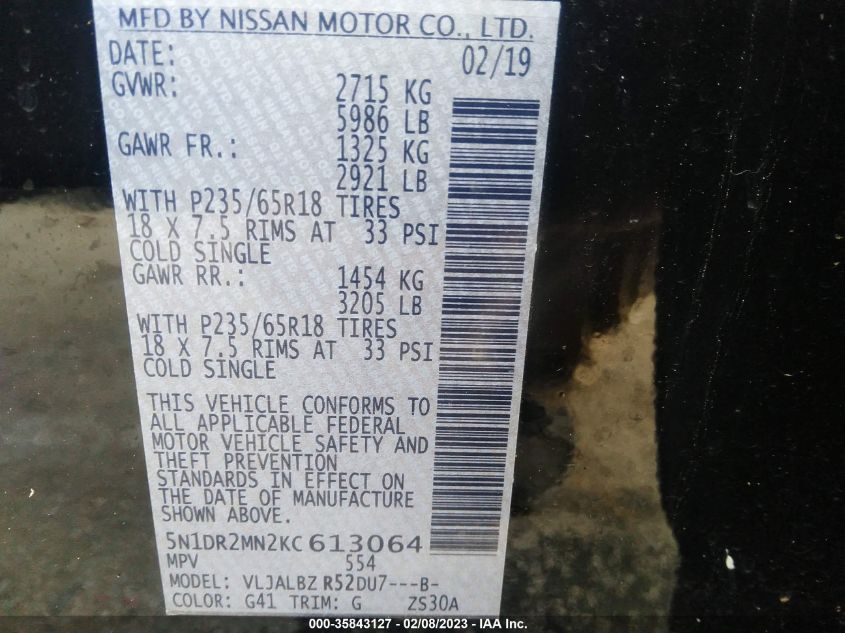 MFD BY NISSAN MOTOR CO., LTD.
DATE: 02/19
GVWR: 2715 KG
5986 LB
GAWR FR.: 1325 KG
2921 LB
WITH P235/65R18 TIRES
18 X 7.5 RIMS AT 33 PSI
COLD SINGLE
GAWR RR.: 1454 KG
3205 LB
WITH P235/65R18 TIRES
18 X 7.5 RIMS AT 33 PSI
COLD SINGLE
THIS VEHICLE CONFORMS TO
ALL APPLICABLE FEDERAL
MOTOR VEHICLE SAFETY AND
THEFT PREVENTION
STANDARDS IN EFFECT ON
THE DATE OF MANUFACTURE
SHOWN ABOVE.
5N1DR2MN2KC613064
MPV 554
MODEL: VLJALBZ R52DU7---B-
COLOR: G41 TRIM: G ZS30A
000-35843127 - 02/08/2023 - IAA Inc.